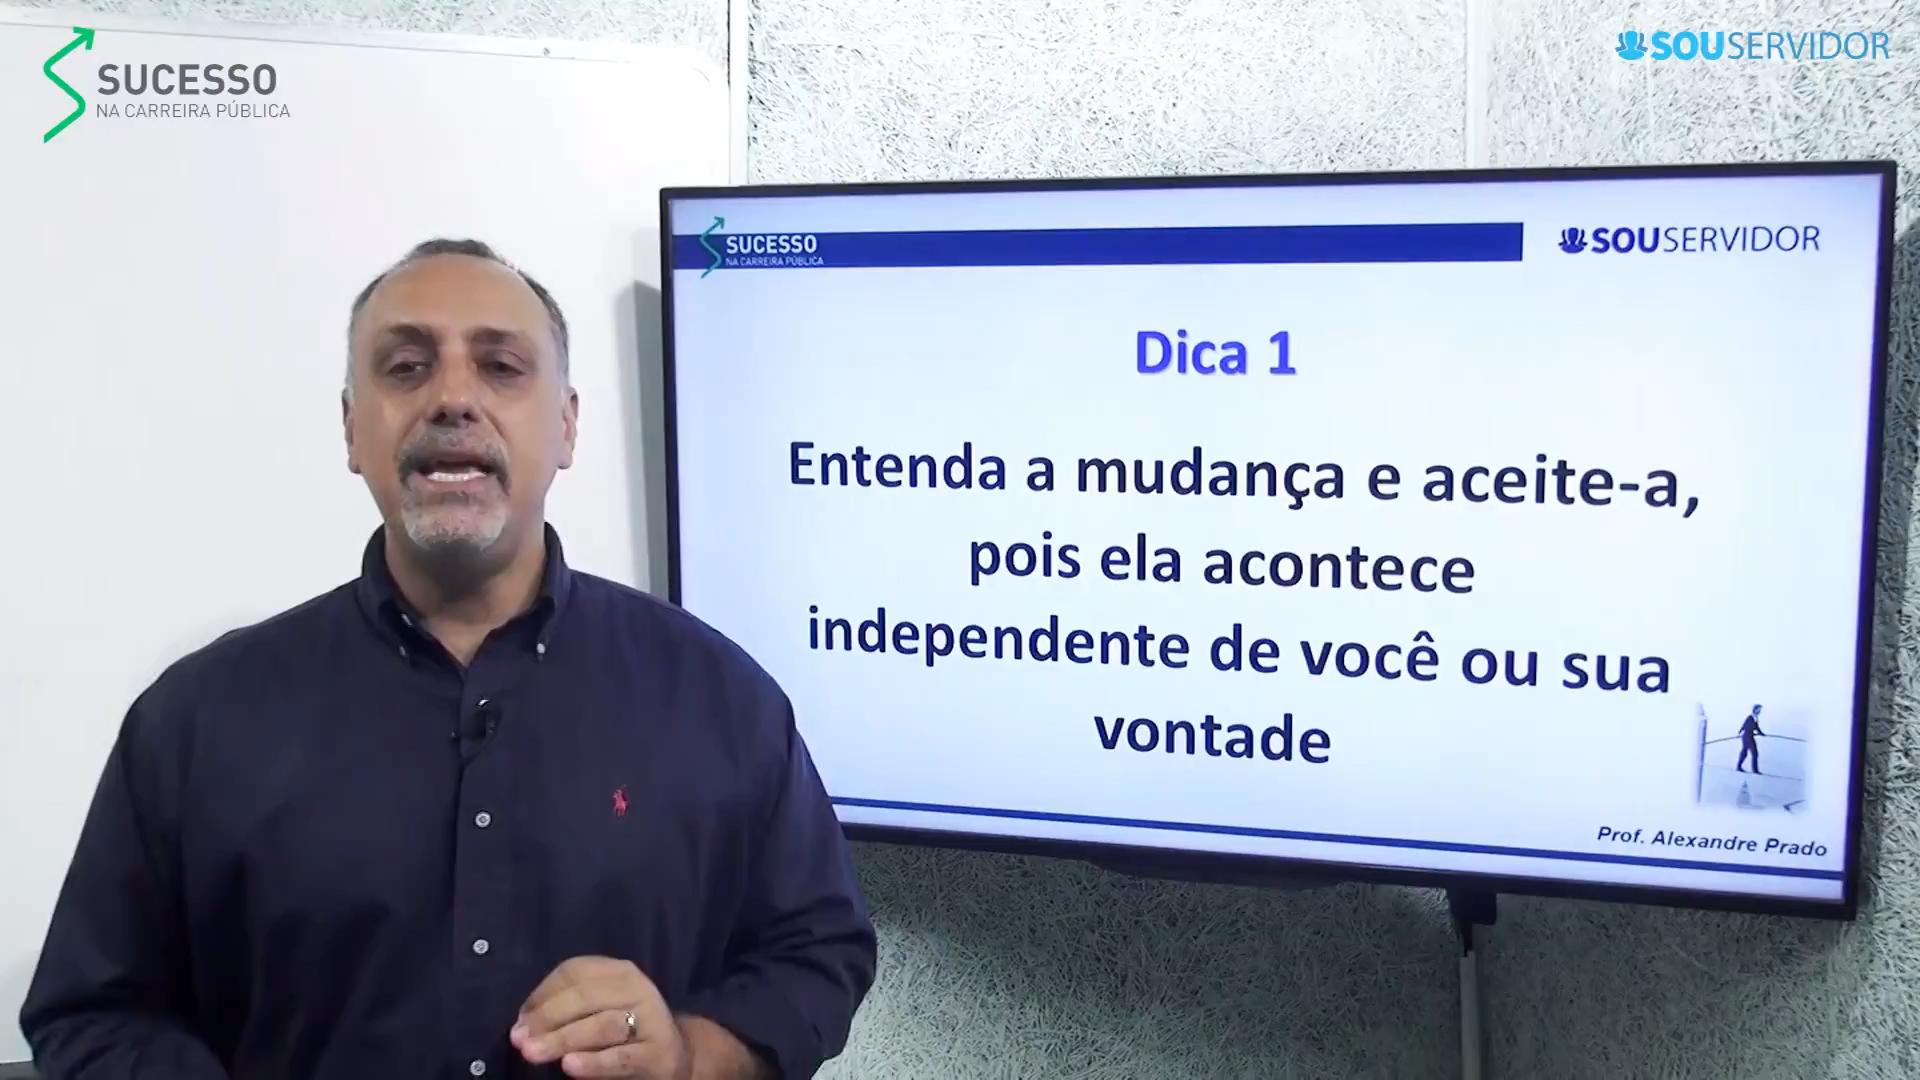 SUCESSO
NA CARREIRA PÚBLICA
SOUSERVIDOR
SUCESSO
NA CARREIRA PÚBLICA
SOUSERVIDOR
Dica 1
Entenda a mudança e aceite-a,
pois ela acontece
independente de você ou sua
vontade
Prof. Alexandre Prado